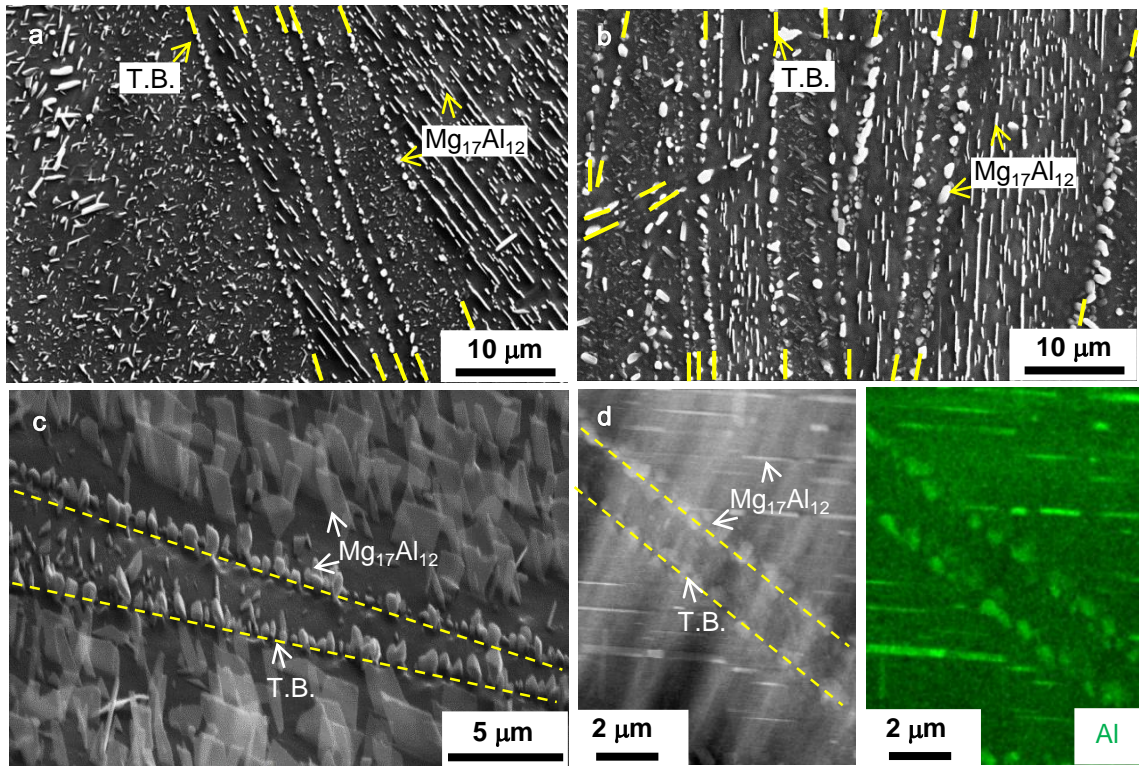 a
T.B.
Mg₁₇Al₁₂
10 μm
b
T.B.
Mg₁₇Al₁₂
10 μm
c
Mg₁₇Al₁₂
T.B.
5 μm
d
Mg₁₇Al₁₂
T.B.
2 μm
2 μm
Al